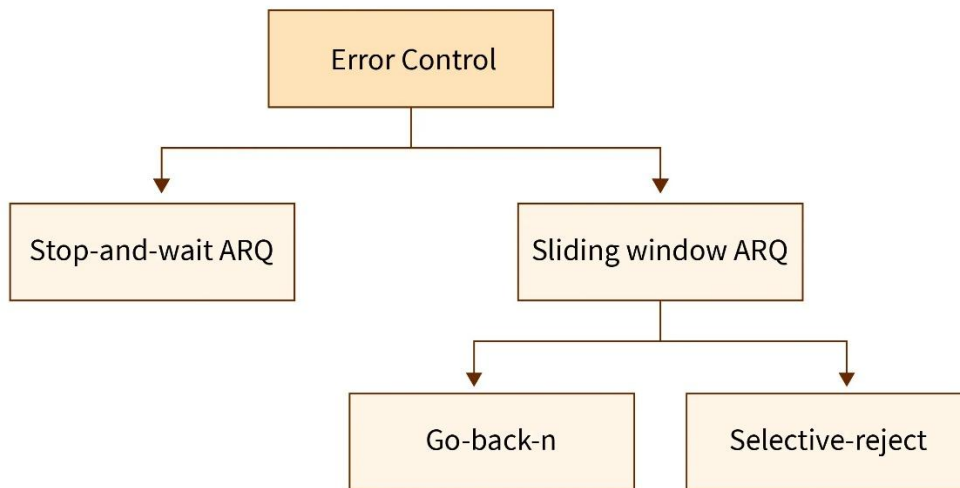 Error Control
Stop-and-wait ARQ
Sliding window ARQ
Go-back-n
Selective-reject